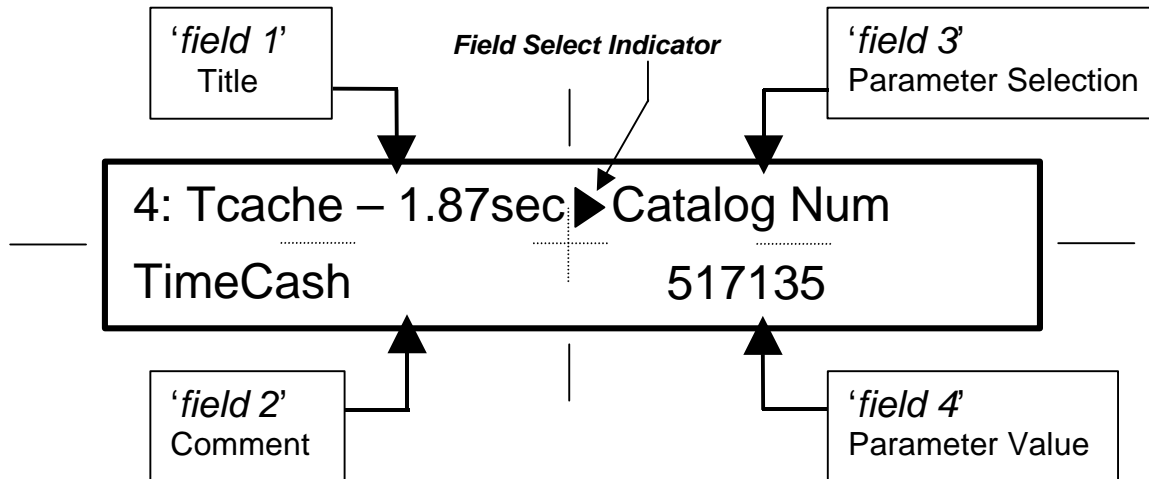 ‘field 1’
Title
Field Select Indicator
‘field 3’
Parameter Selection
4: Tcache – 1.87sec ▶ Catalog Num
TimeCash 517135
‘field 2’
Comment
‘field 4’
Parameter Value